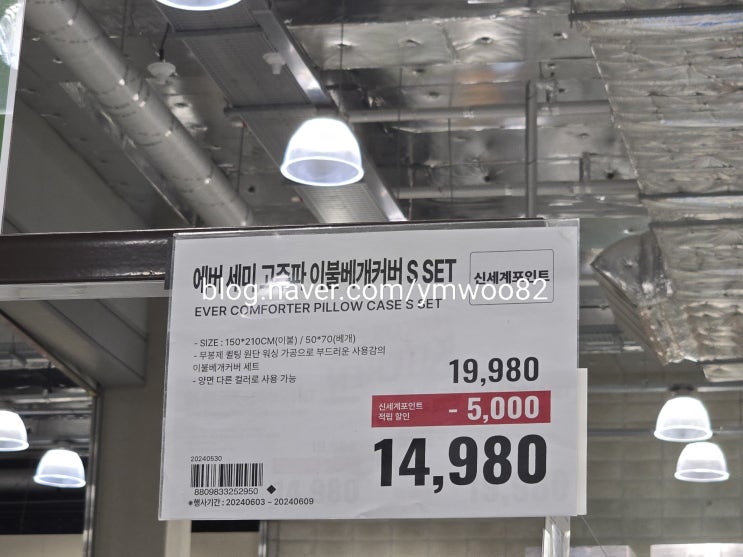 에버 세미 고주파 이불베개커버 S SET
신세계포인트
blog.naver.com/ymwoo82
EVER COMFORTER PILLOW CASE S SET
- SIZE : 150*210CM(이불) / 50*70(베개)
- 무봉제 퀼팅 원단 워싱 가공으로 부드러운 사용감의
이불베개커버 세트
- 양면 다른 컬러로 사용 가능
19,980
신세계포인트
적립 할인
- 5,000
14,980
20240530
8809833252950
*행사기간 : 20240603 ~ 20240609